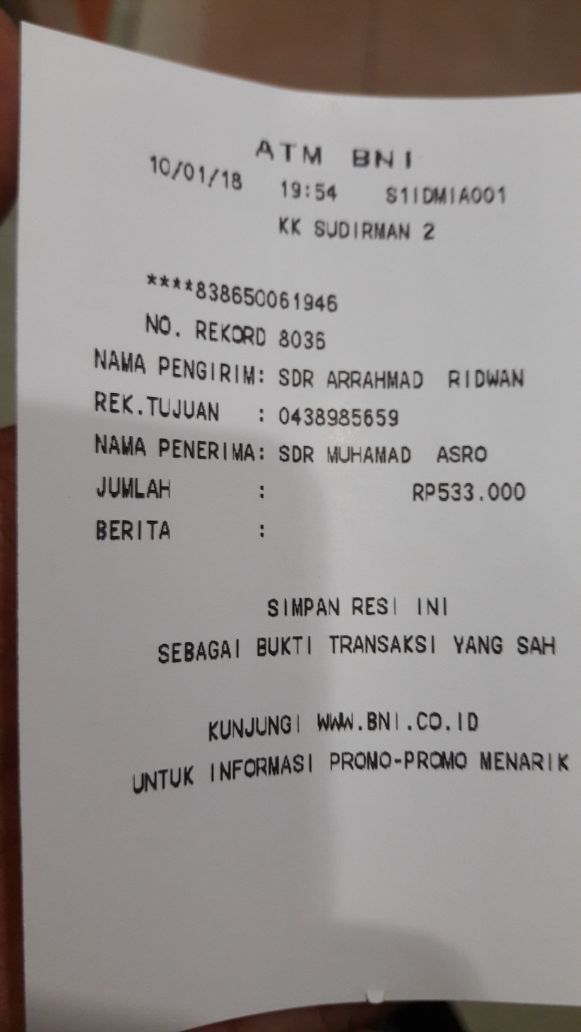 ATM BNI
10/01/18 19:54 S1IDMIA001
KK SUDIRMAN 2
****838650061946
NO. REKORD 8036
NAMA PENGIRIM: SDR ARRAHMAD RIDWAN
REK.TUJUAN : 0438985659
NAMA PENERIMA: SDR MUHAMAD ASRO
JUMLAH : RP533.000
BERITA :
SIMPAN RESI INI
SEBAGAI BUKTI TRANSAKSI YANG SAH
KUNJUNGI WWW.BNI.CO.ID
UNTUK INFORMASI PROMO-PROMO MENARIK